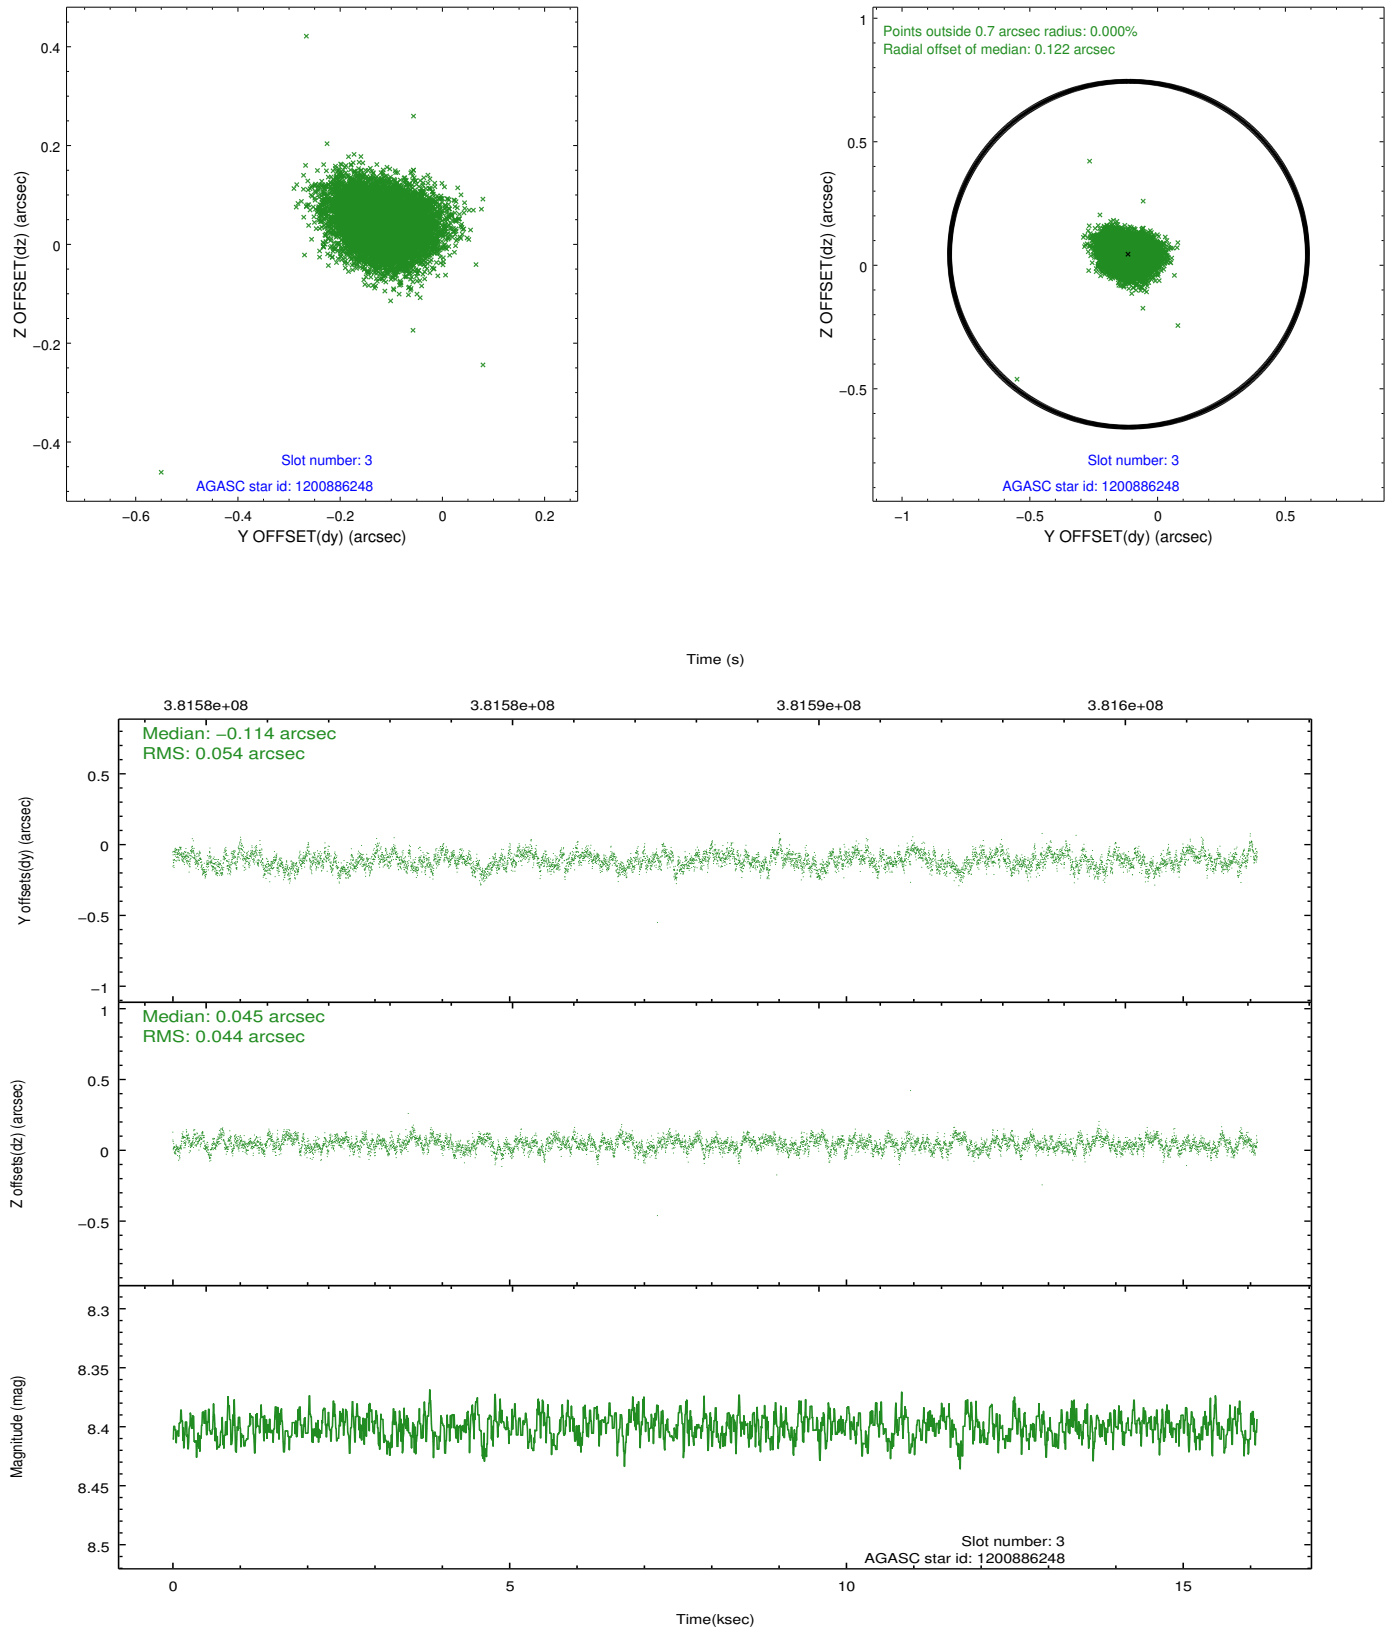 0.4
0.2
0
−0.2
−0.4
Z OFFSET(dz) (arcsec)
Slot number: 3
AGASC star id: 1200886248
−0.6
−0.4
−0.2
0
0.2
Y OFFSET(dy) (arcsec)
1
0.5
0
−0.5
Z OFFSET(dz) (arcsec)
Points outside 0.7 arcsec radius: 0.000%
Radial offset of median: 0.122 arcsec
Slot number: 3
AGASC star id: 1200886248
−1
−0.5
0
0.5
Y OFFSET(dy) (arcsec)
Time (s)
3.8158e+08
3.8158e+08
3.8159e+08
3.816e+08
Median: −0.114 arcsec
RMS: 0.054 arcsec
0.5
0
−0.5
−1
Y offsets(dy) (arcsec)
Median: 0.045 arcsec
RMS: 0.044 arcsec
1
0.5
0
−0.5
Z offsets(dz) (arcsec)
8.3
8.35
8.4
8.45
8.5
Magnitude (mag)
Slot number: 3
AGASC star id: 1200886248
0
5
10
15
Time(ksec)